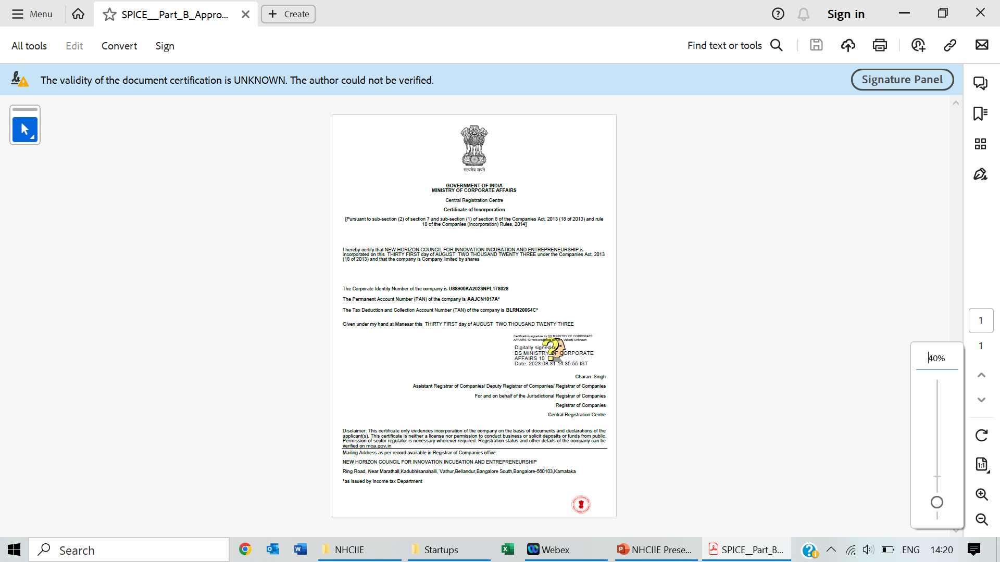 Menu
SPICE__Part_B_Appro...
Create
Sign in
All tools
Edit
Convert
Sign
Find text or tools
The validity of the document certification is UNKNOWN. The author could not be verified.
Signature Panel
सत्यमेव जयते
GOVERNMENT OF INDIA
MINISTRY OF CORPORATE AFFAIRS
Central Registration Centre
Certificate of Incorporation
[Pursuant to sub-section (2) of section 7 and sub-section (1) of section 8 of the Companies Act, 2013 (18 of 2013) and rule
18 of the Companies (Incorporation) Rules, 2014]
I hereby certify that NEW HORIZON COUNCIL FOR INNOVATION INCUBATION AND ENTREPRENEURSHIP is
incorporated on this THIRTY FIRST day of AUGUST TWO THOUSAND TWENTY THREE under the Companies Act, 2013
(18 of 2013) and that the company is Company limited by shares
The Corporate Identity Number of the company is U88900KA2023NPL178028
The Permanent Account Number (PAN) of the company is AAJCN1017A*
The Tax Deduction and Collection Account Number (TAN) of the company is BLRN20064C*
Given under my hand at Manesar this THIRTY FIRST day of AUGUST TWO THOUSAND TWENTY THREE
Certification signature by DS MINISTRY OF CORPORATE
AFFAIRS 10 Validity Unknown
Digitally signed by
DS MINISTRY OF CORPORATE
AFFAIRS 10
Date: 2023.08.31 14:35:55 IST
Charan Singh
Assistant Registrar of Companies/ Deputy Registrar of Companies/ Registrar of Companies
For and on behalf of the Jurisdictional Registrar of Companies
Registrar of Companies
Central Registration Centre
Disclaimer: This certificate only evidences incorporation of the company on the basis of documents and declarations of the
applicant(s). This certificate is neither a license nor permission to conduct business or solicit deposits or funds from public.
Permission of sector regulator is necessary wherever required. Registration status and other details of the company can be
verified on mca.gov.in
Mailing Address as per record available in Registrar of Companies office:
NEW HORIZON COUNCIL FOR INNOVATION INCUBATION AND ENTREPRENEURSHIP
Ring Road, Near Marathall,Kadubhisanahalli, Vathur,Bellandur,Bangalore South,Bangalore-560103,Karnataka
*as issued by Income tax Department
1
1
40%
1:1
Search
NHCIIE
Startups
Webex
NHCIIE Prese...
SPICE__Part_B...
ENG
14:20